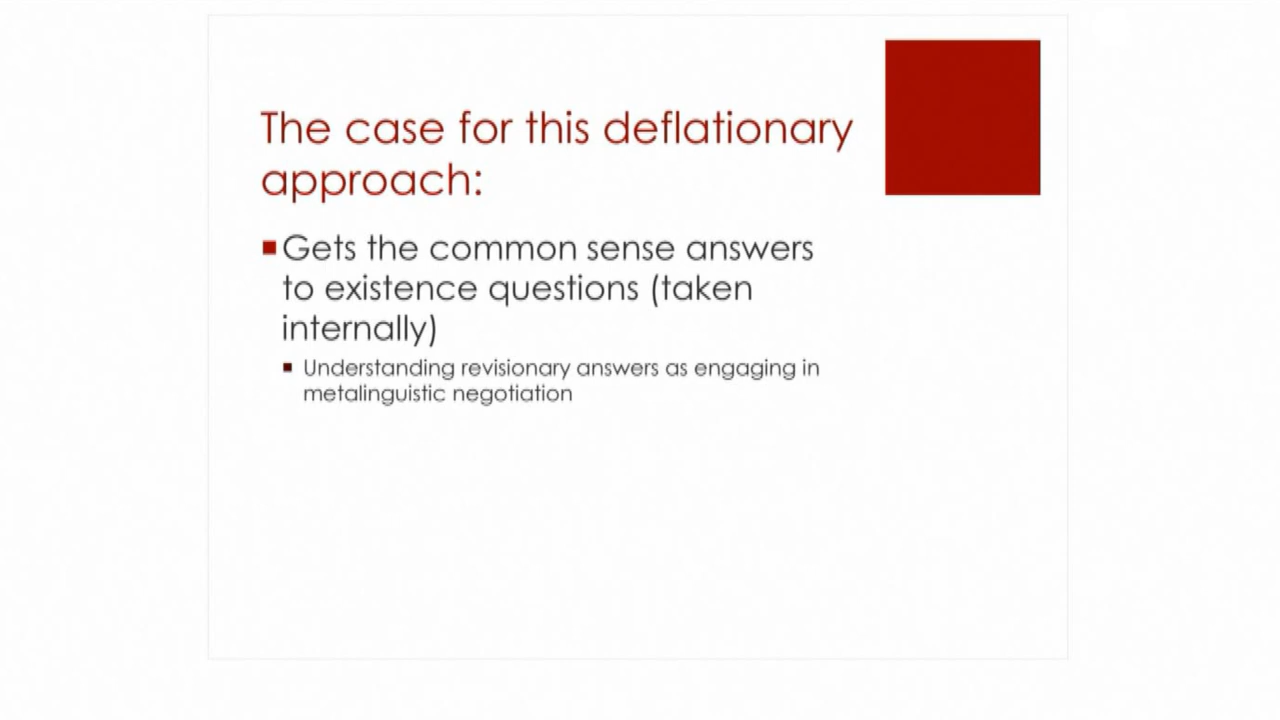 The case for this deflationary
approach:
Gets the common sense answers
to existence questions (taken
internally)
Understanding revisionary answers as engaging in
metalinguistic negotiation